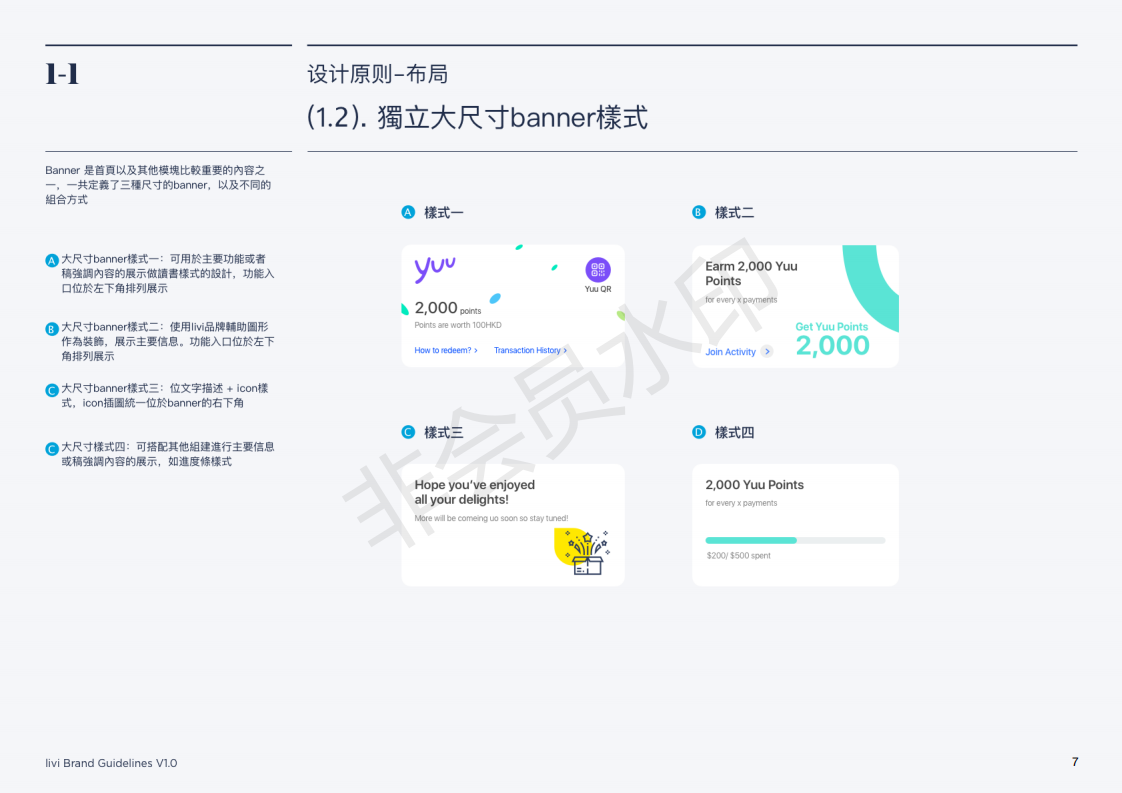 1-1
设计原则-布局
(1.2). 獨立大尺寸banner樣式
Banner 是首頁以及其他模塊比較重要的內容之
一，一共定義了三種尺寸的banner，以及不同的
組合方式
A 大尺寸banner樣式一：可用於主要功能或者
稿強調內容的展示做讀書樣式的設計，功能入
口位於左下角排列展示
B 大尺寸banner樣式二：使用livi品牌輔助圖形
作為裝飾，展示主要信息。功能入口位於左下
角排列展示
C 大尺寸banner樣式三：位文字描述 + icon樣
式，icon插圖統一位於banner的右下角
C 大尺寸樣式四：可搭配其他組建進行主要信息
或稿強調內容的展示，如進度條樣式
A 樣式一
yuu
Yuu QR
2,000 points
Points are worth 100HKD
How to redeem? >
Transaction History >
B 樣式二
Earm 2,000 Yuu
Points
for every x payments
Get Yuu Points
2,000
Join Activity >
C 樣式三
Hope you've enjoyed
all your delights!
More will be comeing uo soon so stay tuned!
D 樣式四
2,000 Yuu Points
for every x payments
$200/ $500 spent
非会员水印
livi Brand Guidelines V1.0
7